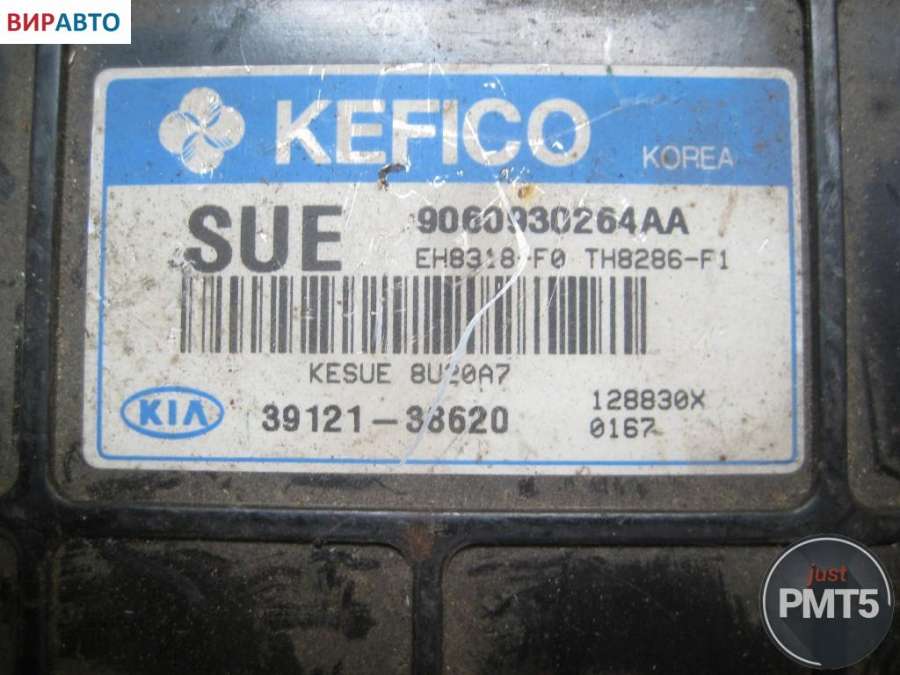 ВИРАВТО
KEFICO KOREA
SUE 9060930264AA
EH8318-F0 TH8286-F1
KESUE 8U20A7
KIA 39121-38620
128830X
0167
just
PMT5